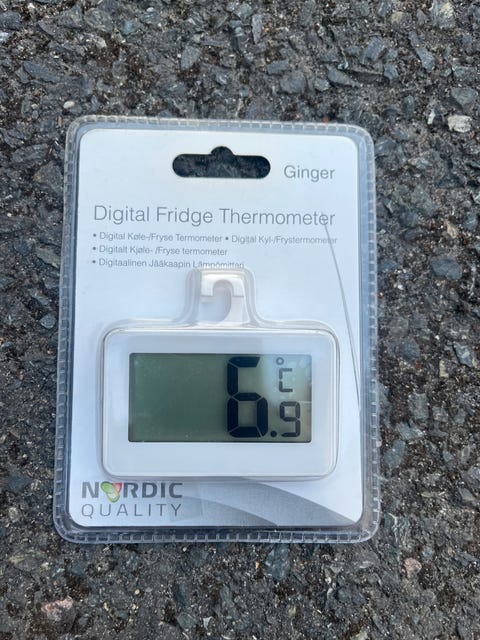 Ginger
Digital Fridge Thermometer
• Digital Køle-/Fryse Termometer • Digital Kyl-/Frystermometer
• Digitalt Kjøle- /Fryse termometer
• Digitaalinen Jääkaapin Lämpömittari
6.9 °C
NORDIC
QUALITY